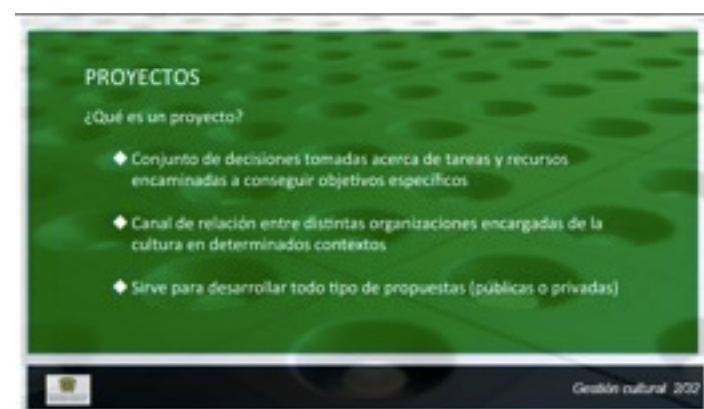 PROYECTOS
¿Qué es un proyecto?
◆ Conjunto de decisiones tomadas acerca de tareas y recursos
encaminadas a conseguir objetivos específicos
◆ Canal de relación entre distintas organizaciones encargadas de la
cultura en determinados contextos
◆ Sirve para desarrollar todo tipo de propuestas (públicas o privadas)
Gestión cultural 2/32